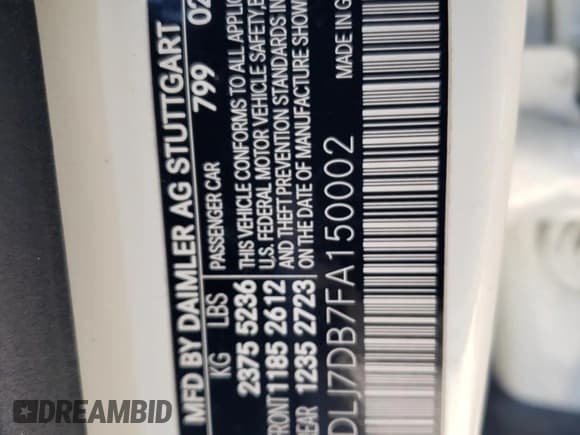 MFD BY DAIMLER AG STUTTGART
799 02
KG LBS PASSENGER CAR
2375 5236
FRONT 1185 2612
REAR 1235 2723
THIS VEHICLE CONFORMS TO ALL APPLIC
U.S. FEDERAL MOTOR VEHICLE SAFETY, B
AND THEFT PREVENTION STANDARDS IN
ON THE DATE OF MANUFACTURE SHOW
DLJ7DB7FA150002
MADE IN G
DREAMBID